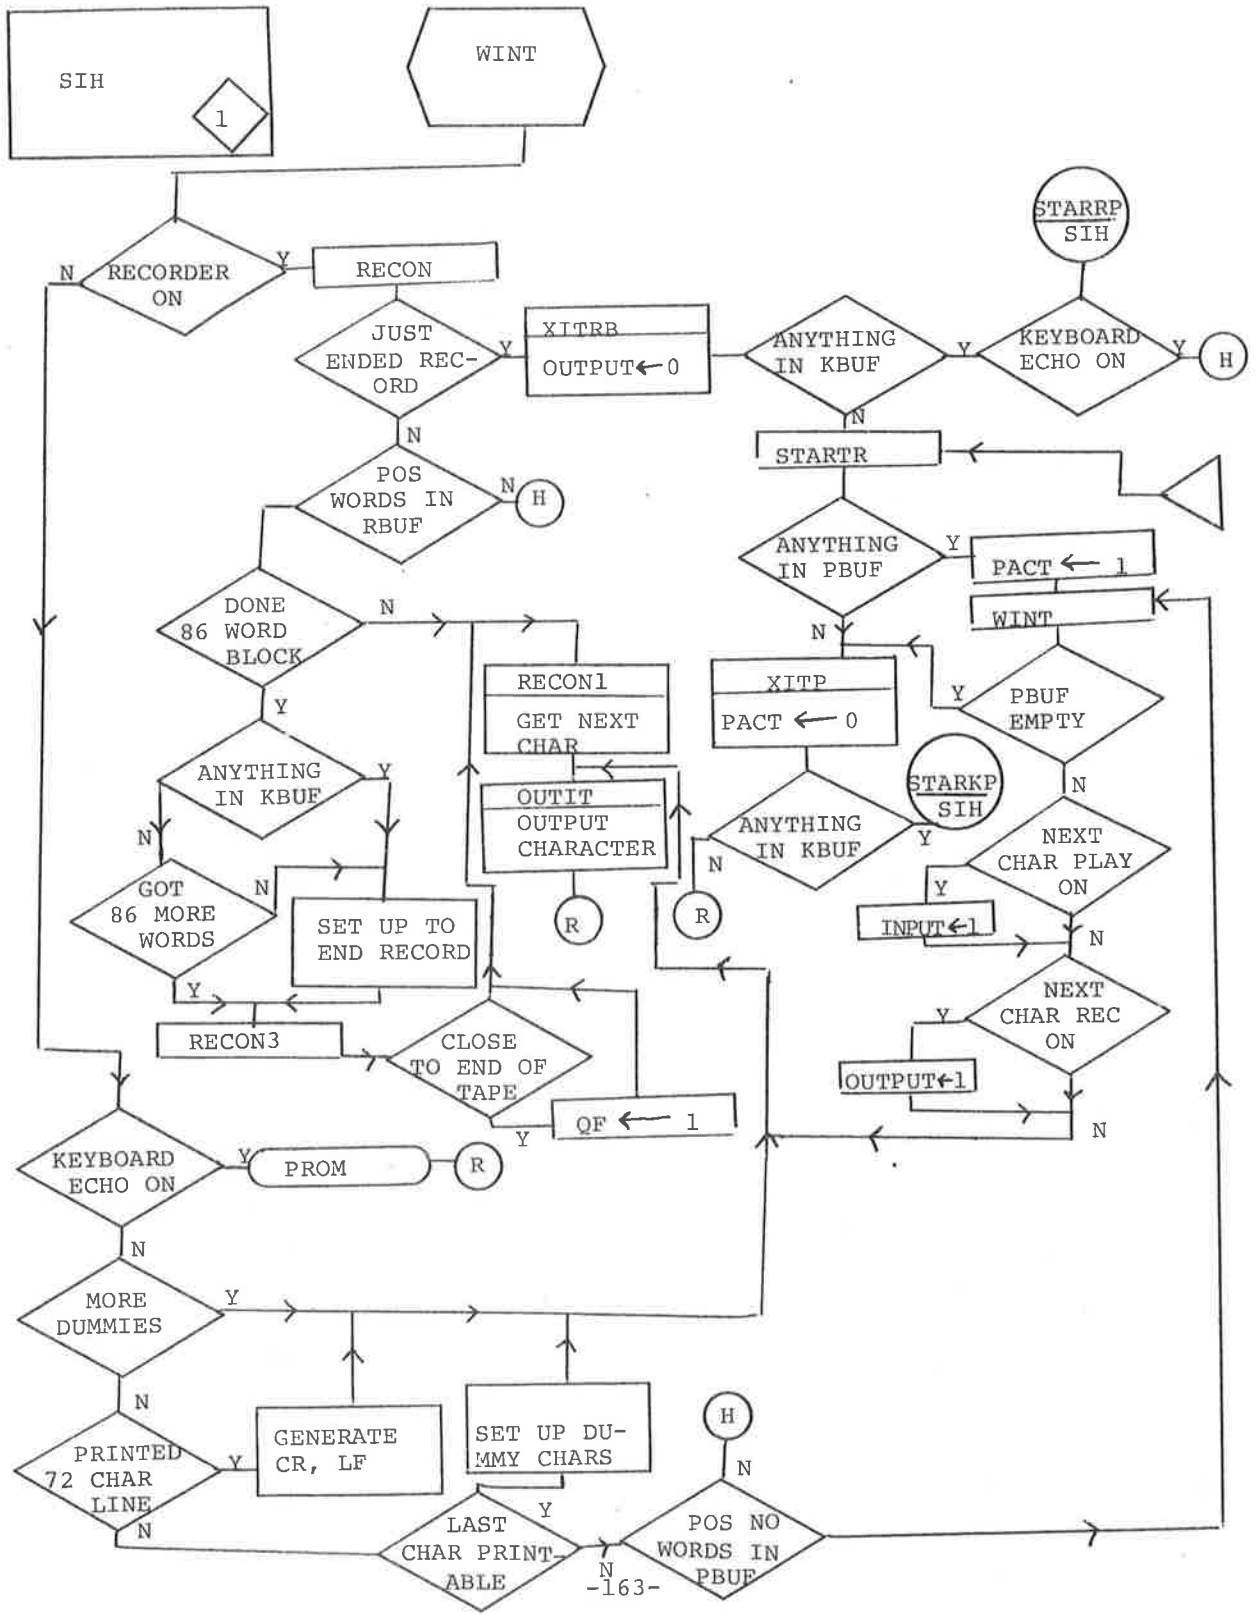 SIH
1
WINT
STARRP
SIH
RECORDER
ON
N
Y
RECON
JUST
ENDED REC-
ORD
Y
N
XITRB
OUTPUT←0
ANYTHING
IN KBUF
Y
N
KEYBOARD
ECHO ON
Y
H
STARTR
POS
WORDS IN
RBUF
N
H
ANYTHING
IN PBUF
Y
N
PACT ← 1
WINT
DONE
86 WORD
BLOCK
N
Y
RECON1
GET NEXT
CHAR
XITP
PACT ← 0
PBUF
EMPTY
Y
N
ANYTHING
IN KBUF
Y
N
OUTIT
OUTPUT
CHARACTER
R
STARKP
SIH
ANYTHING
IN KBUF
Y
N
R
NEXT
CHAR PLAY
ON
Y
N
INPUT←1
GOT
86 MORE
WORDS
N
Y
SET UP TO
END RECORD
NEXT
CHAR REC
ON
Y
N
OUTPUT←1
RECON3
CLOSE
TO END OF
TAPE
Y
QF ← 1
KEYBOARD
ECHO ON
Y
N
PROM
R
MORE
DUMMIES
Y
N
PRINTED
72 CHAR
LINE
Y
N
GENERATE
CR, LF
SET UP DU-
MMY CHARS
H
N
LAST
CHAR PRINT-
ABLE
Y
N
POS NO
WORDS IN
PBUF
-163-